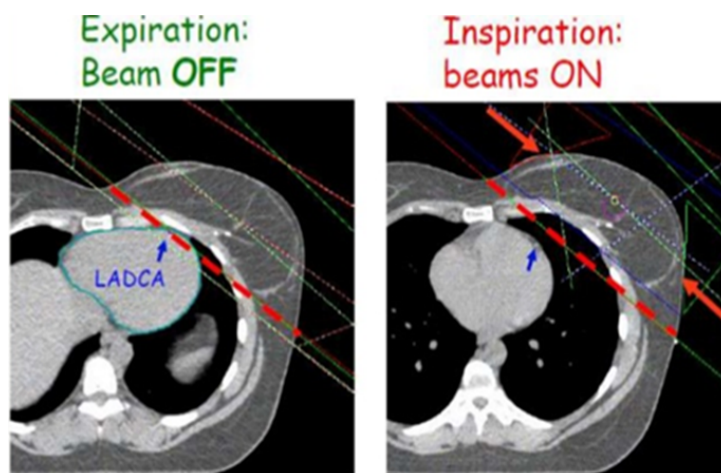 Expiration:
Beam OFF
Inspiration:
beams ON
LADCA